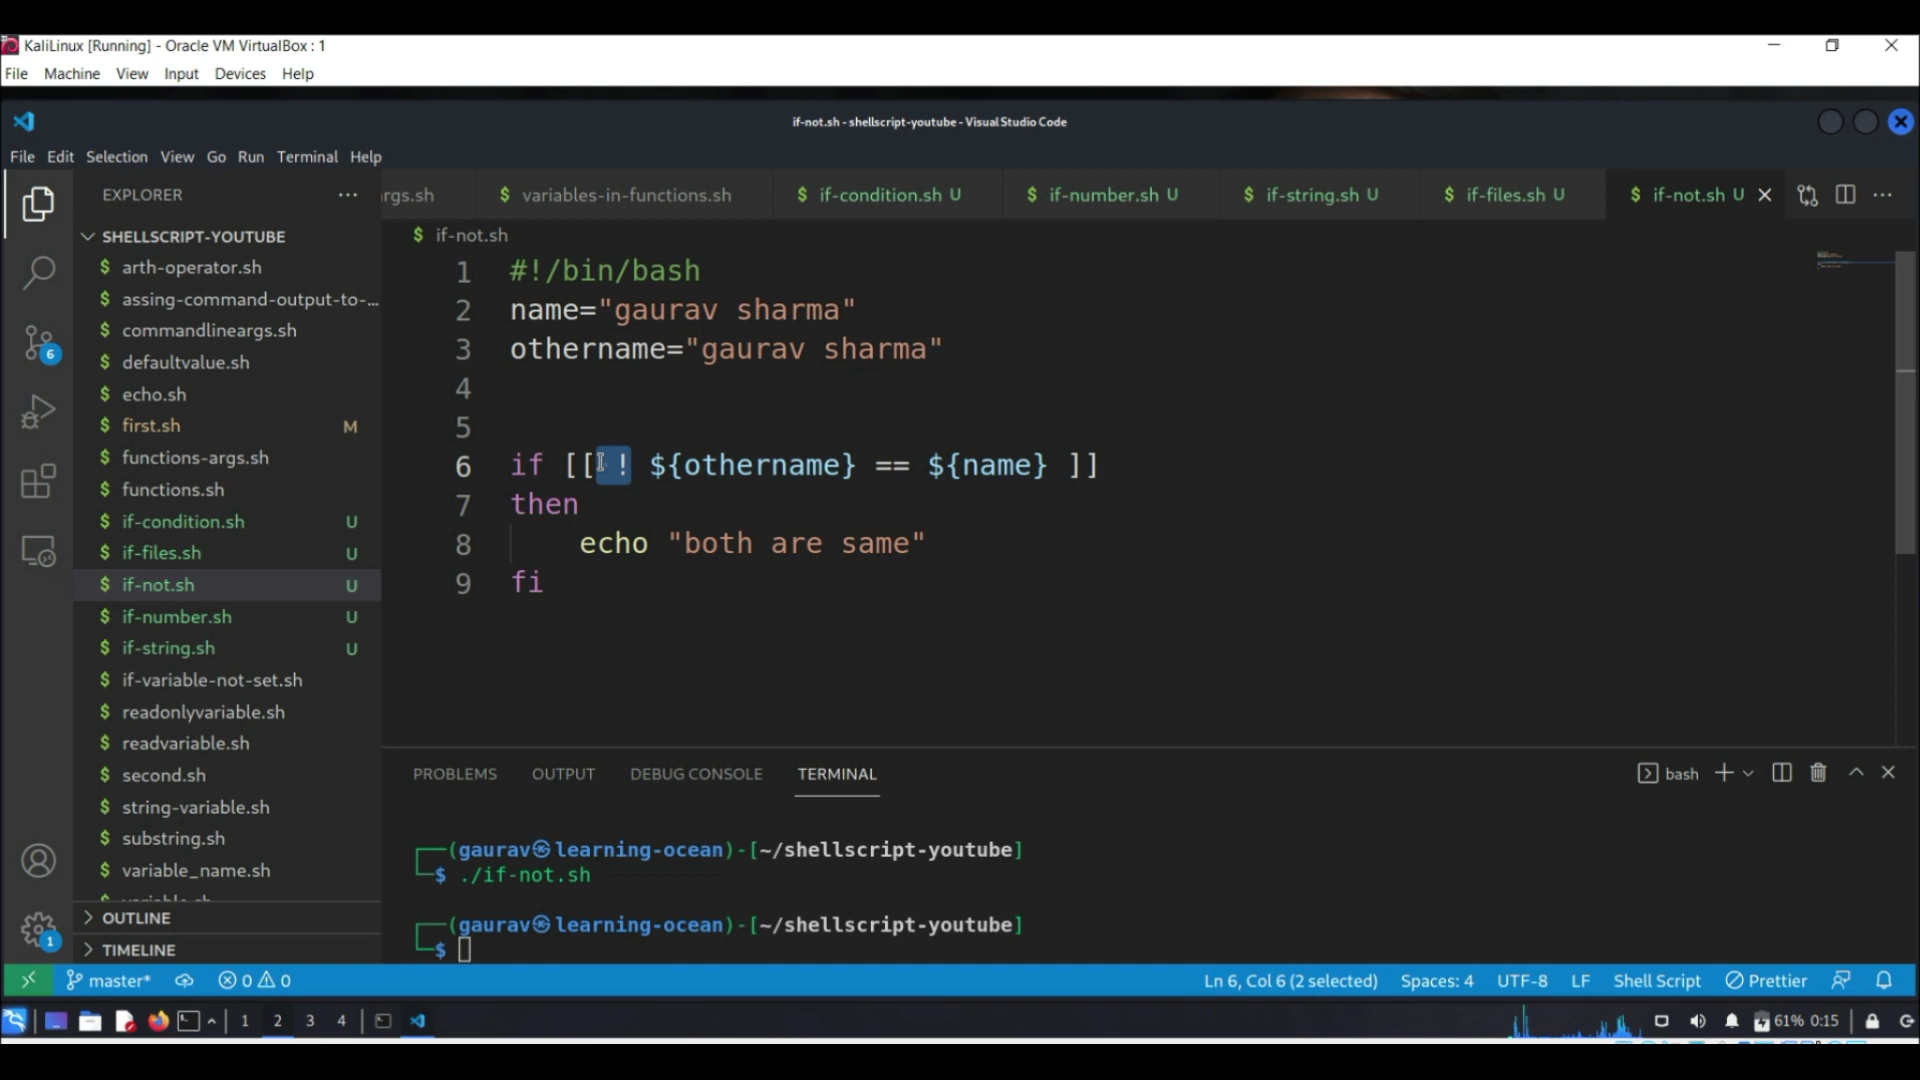 KaliLinux [Running] - Oracle VM VirtualBox : 1
File Machine View Input Devices Help
if-not.sh - shellscript-youtube - Visual Studio Code
File Edit Selection View Go Run Terminal Help
EXPLORER
rgs.sh
$ variables-in-functions.sh
$ if-condition.sh U
$ if-number.sh U
$ if-string.sh U
$ if-files.sh U
$ if-not.sh U
SHELLSCRIPT-YOUTUBE
$ arth-operator.sh
$ assing-command-output-to-...
$ commandlineargs.sh
$ defaultvalue.sh
$ echo.sh
$ first.sh M
$ functions-args.sh
$ functions.sh
$ if-condition.sh U
$ if-files.sh U
$ if-not.sh U
$ if-number.sh U
$ if-string.sh U
$ if-variable-not-set.sh
$ readonlyvariable.sh
$ readvariable.sh
$ second.sh
$ string-variable.sh
$ substring.sh
$ variable_name.sh
OUTLINE
TIMELINE
6
1
$ if-not.sh
1 #!/bin/bash
2 name="gaurav sharma"
3 othername="gaurav sharma"
4
5
6 if [[ ! ${othername} == ${name} ]]
7 then
8 echo "both are same"
9 fi
PROBLEMS OUTPUT DEBUG CONSOLE TERMINAL
bash
┌──(gaurav㉿learning-ocean)-[~/shellscript-youtube]
└─$ ./if-not.sh
┌──(gaurav㉿learning-ocean)-[~/shellscript-youtube]
└─$
master* 0 0 Ln 6, Col 6 (2 selected) Spaces: 4 UTF-8 LF Shell Script Prettier
1 2 3 4 61% 0:15